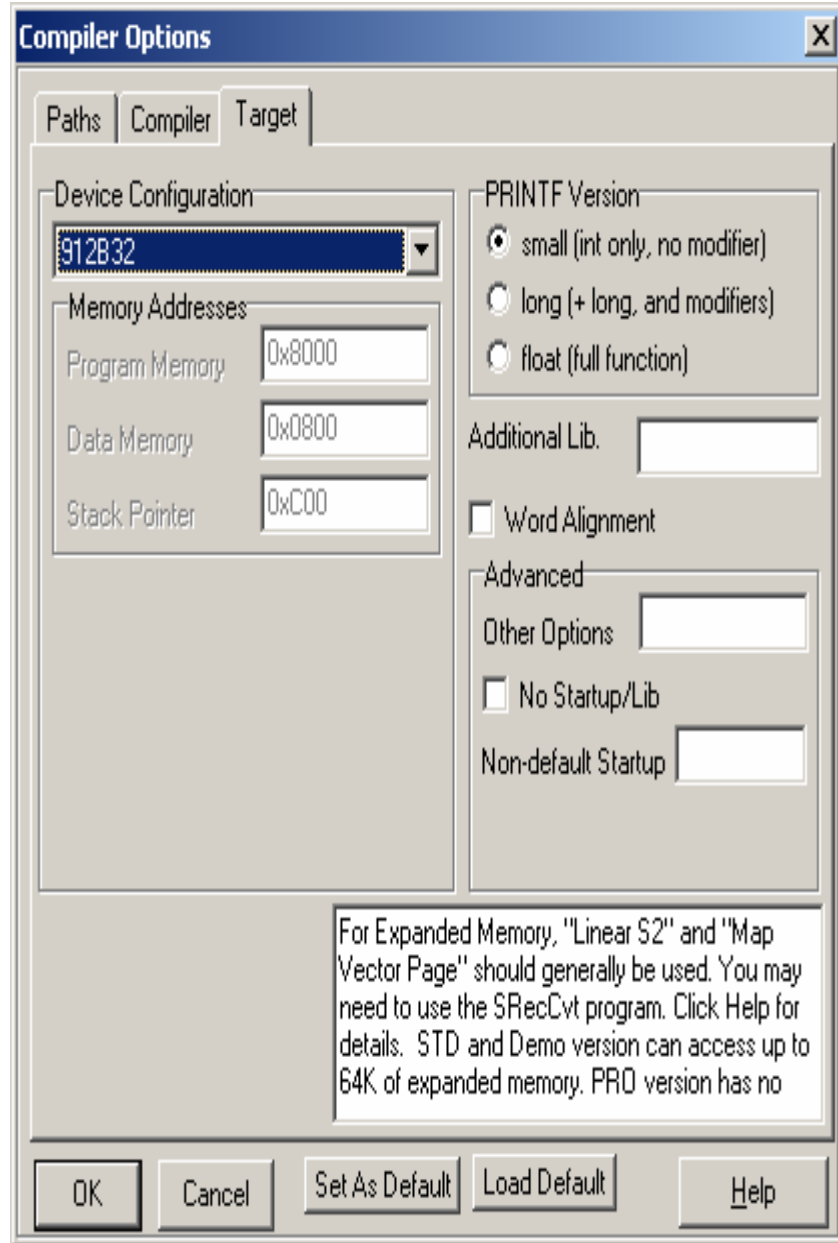 Compiler Options
Paths
Compiler
Target
Device Configuration
912B32
Memory Addresses
Program Memory
0x8000
Data Memory
0x0800
Stack Pointer
0xC00
PRINTF Version
small (int only, no modifier)
long (+ long, and modifiers)
float (full function)
Additional Lib.
Word Alignment
Advanced
Other Options
No Startup/Lib
Non-default Startup
For Expanded Memory, "Linear S2" and "Map
Vector Page" should generally be used. You may
need to use the SRecCvt program. Click Help for
details.  STD and Demo version can access up to
64K of expanded memory. PRO version has no
OK
Cancel
Set As Default
Load Default
Help